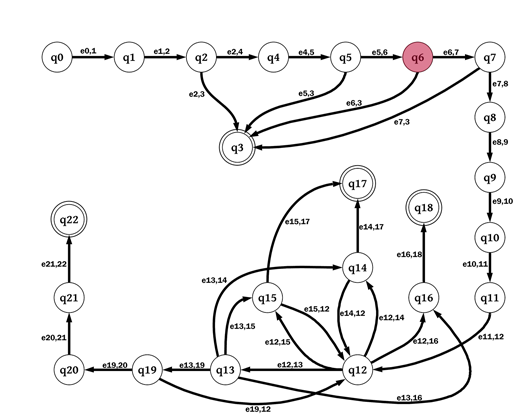 q0 e0,1 q1 e1,2 q2 e2,4 q4 e4,5 q5 e5,6 q6 e6,7 q7
e7,8
e2,3 e5,3 e6,3
q8
e7,3
q3
e8,9
q9
q17
e9,10
q22 q18
e15,17 e14,17
q10
e21,22 e16,18
e10,11
q14
e13,14
q21 q15 q16 q11
e15,12 e14,12 e12,14
e13,15
e20,21 e12,15 e12,16 e11,12
q20 e19,20 q19 e13,19 q13 e12,13 q12
e13,16
e19,12